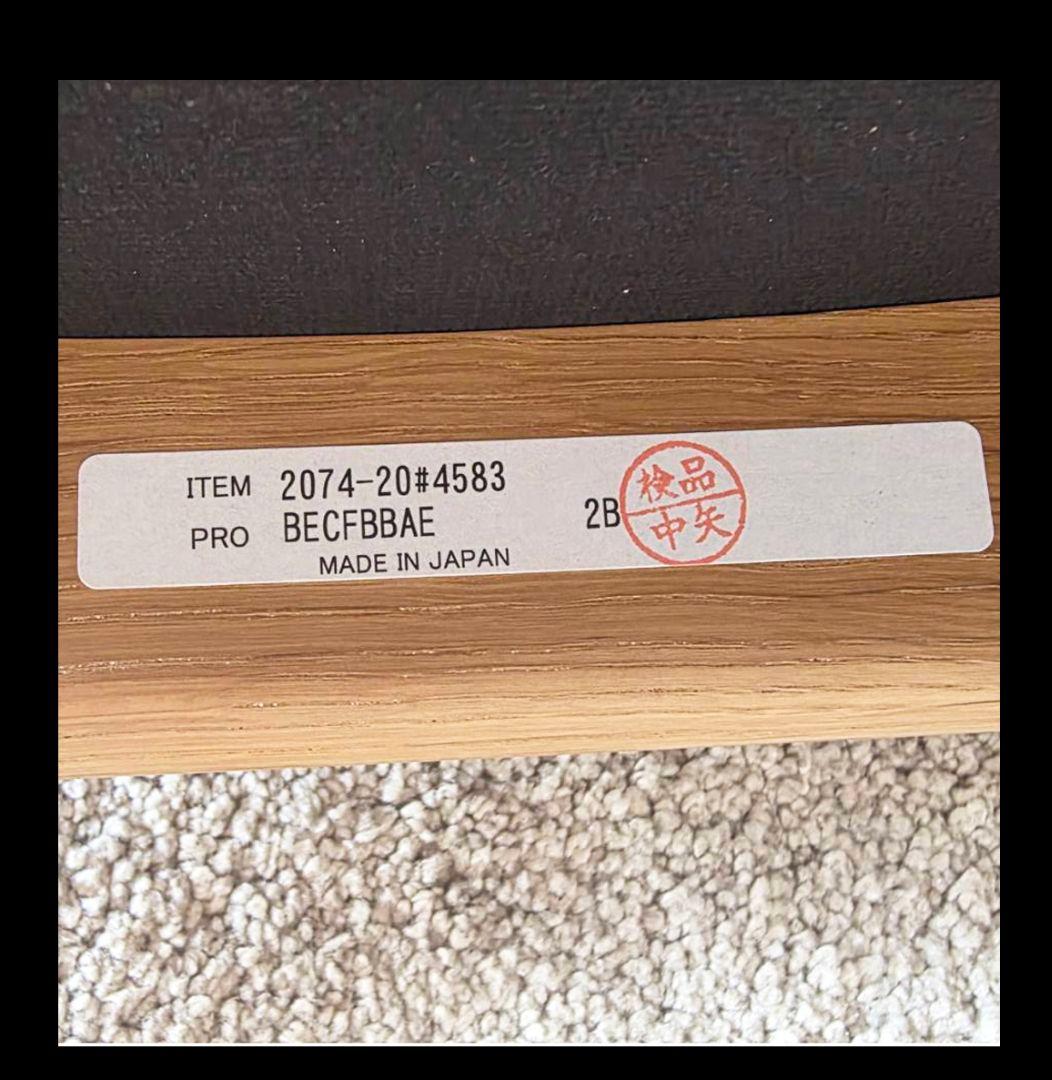 ITEM 2074-20#4583
PRO BECFBBAE 2B
MADE IN JAPAN
検品
中矢